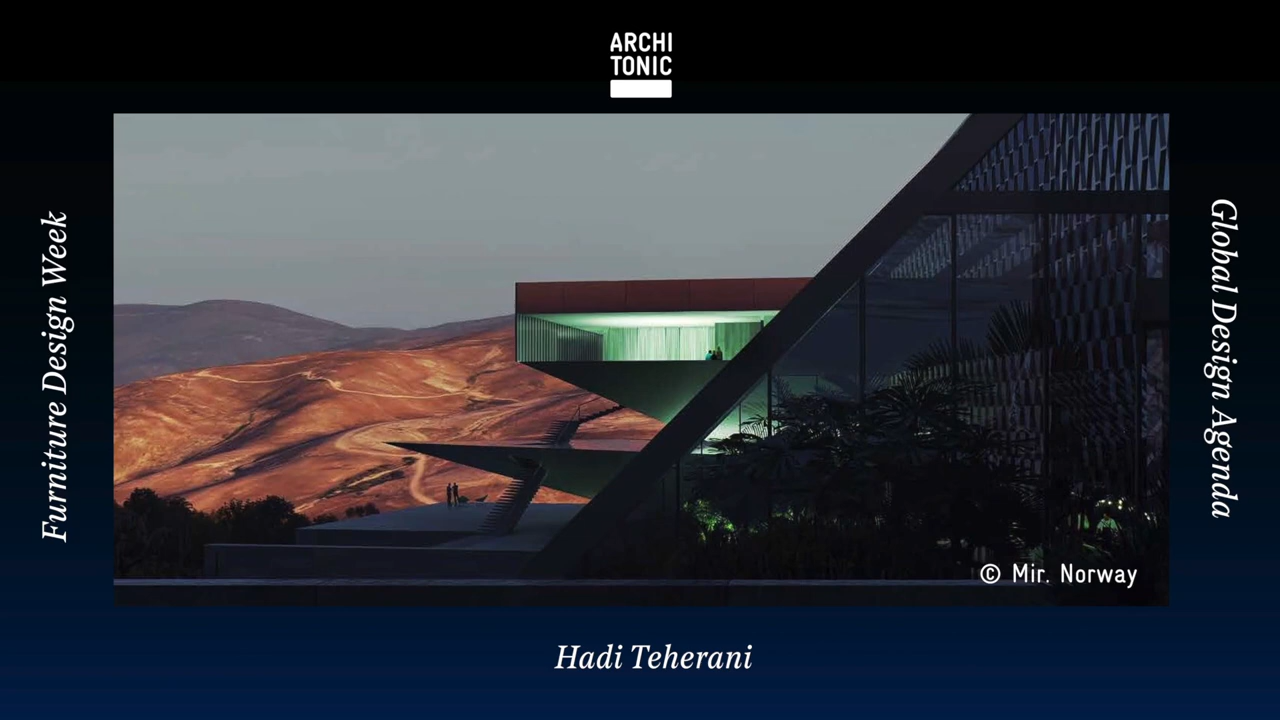 ARCHI
TONIC
Furniture Design Week
Global Design Agenda
© Mir. Norway
Hadi Teherani